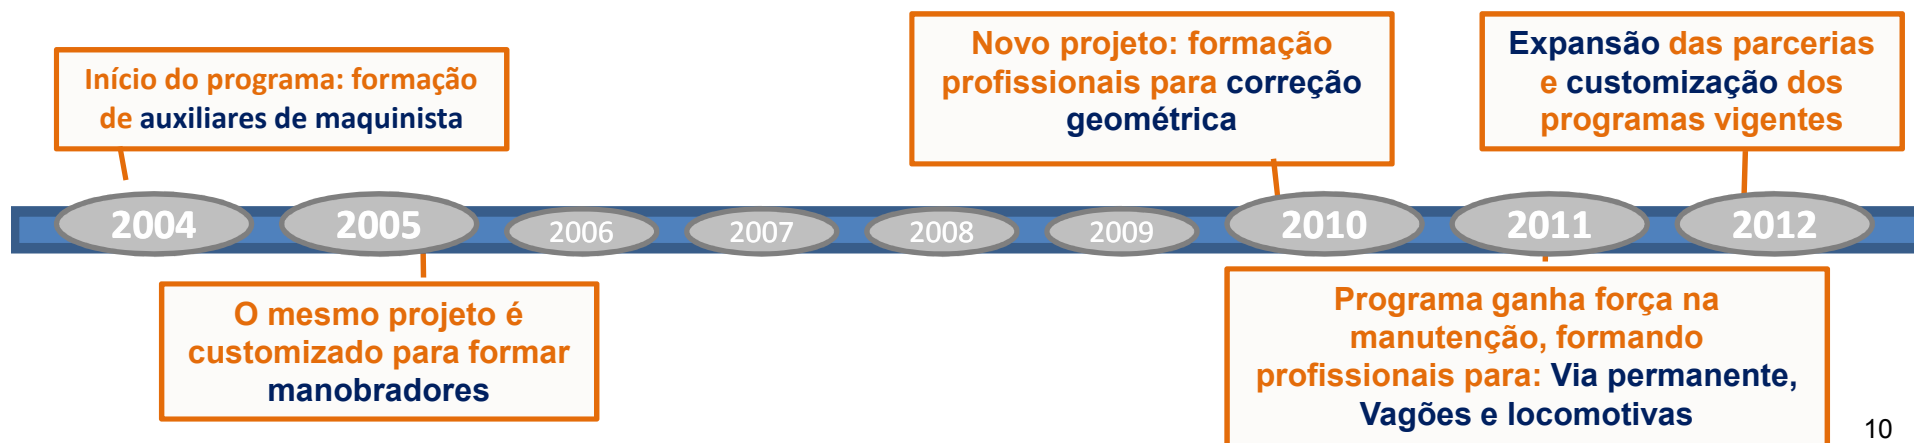 Início do programa: formação
de auxiliares de maquinista
Novo projeto: formação
profissionais para correção
geométrica
Expansão das parcerias
e customização dos
programas vigentes
2004
2005
2006
2007
2008
2009
2010
2011
2012
O mesmo projeto é
customizado para formar
manobradores
Programa ganha força na
manutenção, formando
profissionais para: Via permanente,
Vagões e locomotivas
10